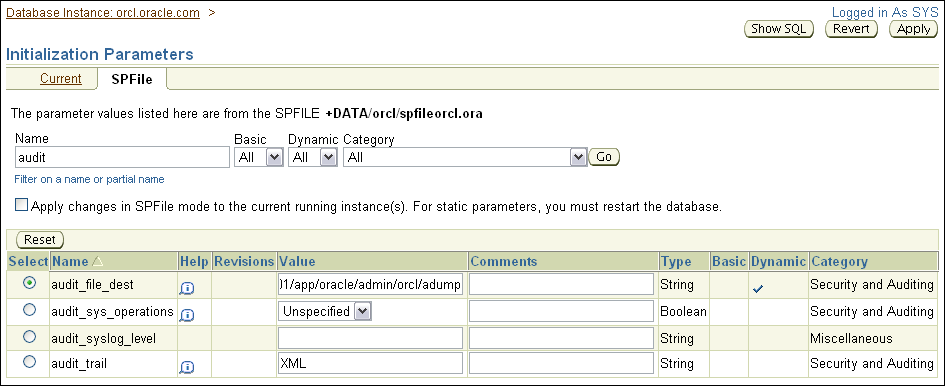 Database Instance: orcl.oracle.com >
Logged in As SYS
Show SQL Revert Apply
Initialization Parameters
Current SPFile
The parameter values listed here are from the SPFILE +DATA/orcl/spfileorcl.ora
Name Basic Dynamic Category
audit All All All Go
Filter on a name or partial name
Apply changes in SPFile mode to the current running instance(s). For static parameters, you must restart the database.
Reset
Select Name Help Revisions Value Comments Type Basic Dynamic Category
audit_file_dest /app/oracle/admin/orcl/adump String Security and Auditing
audit_sys_operations Unspecified Boolean Security and Auditing
audit_syslog_level String Miscellaneous
audit_trail XML String Security and Auditing